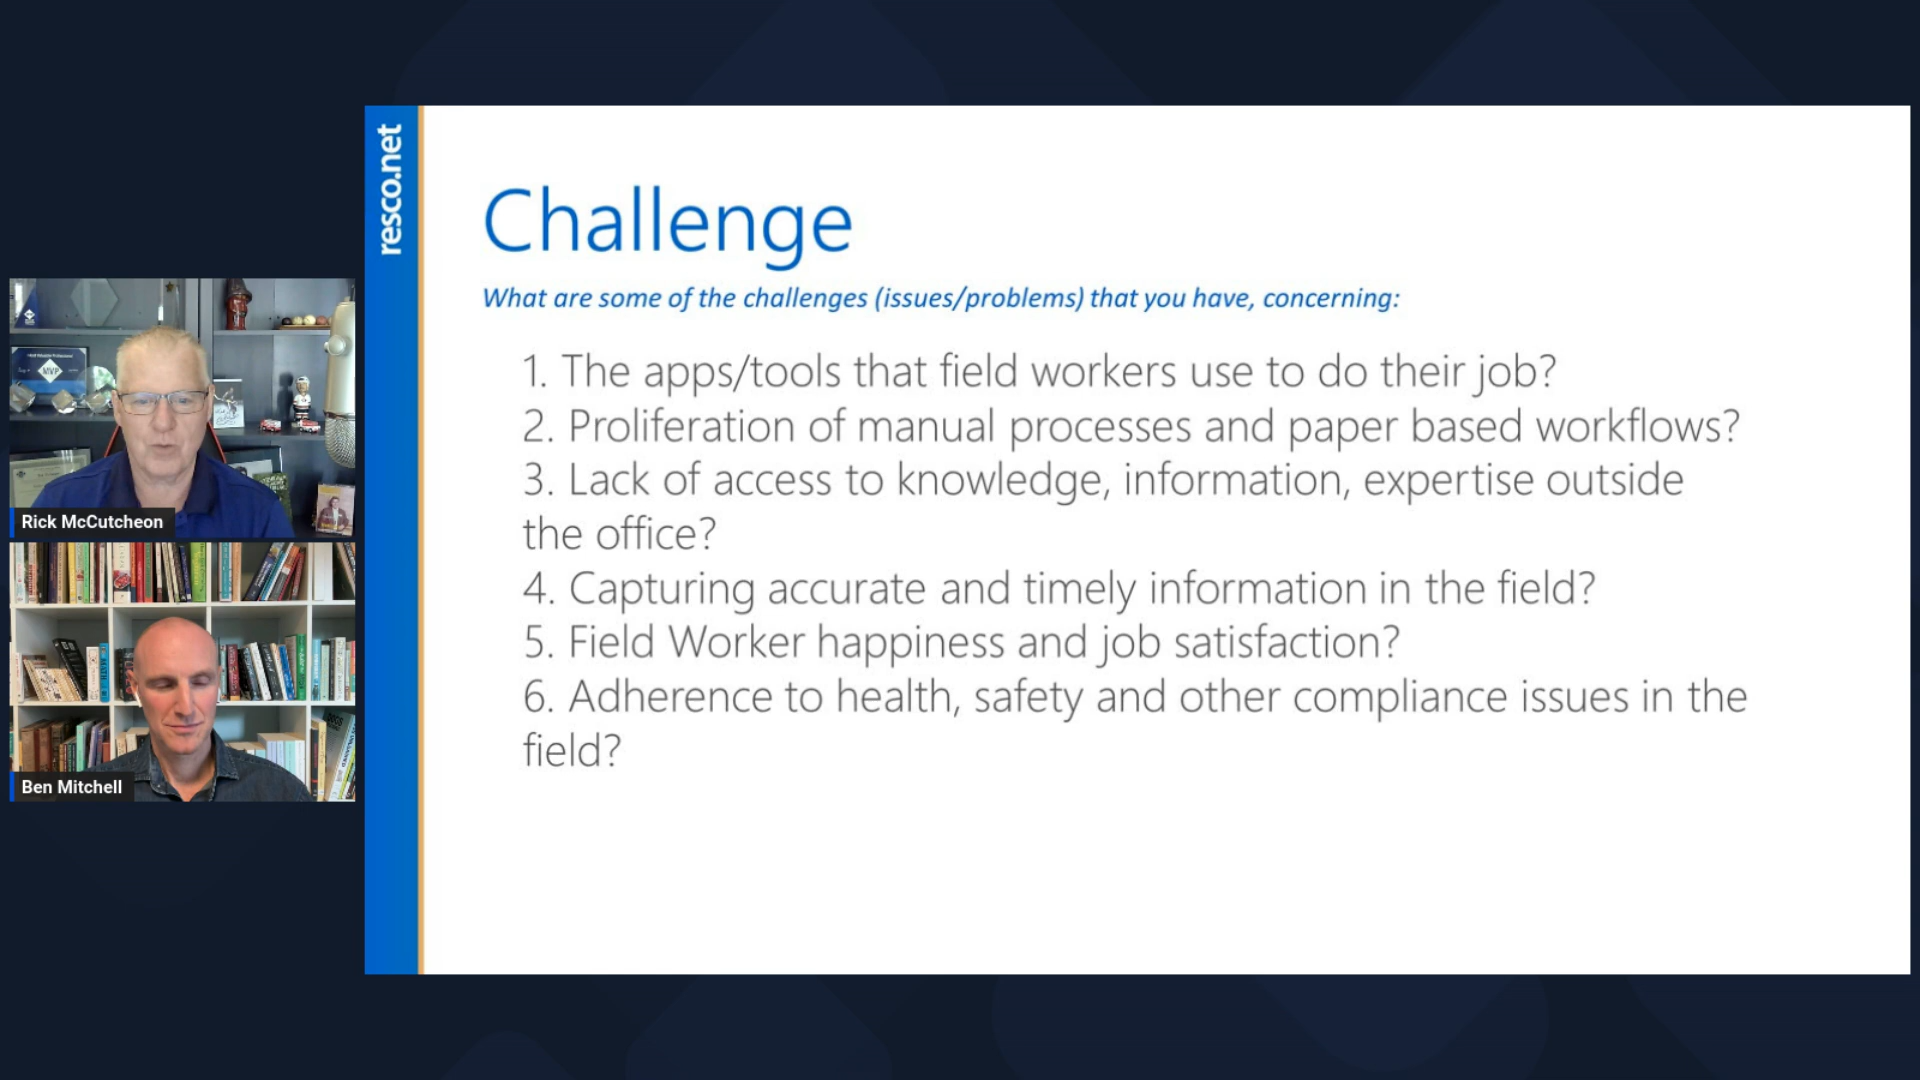 resco.net
Challenge
What are some of the challenges (issues/problems) that you have, concerning:
1. The apps/tools that field workers use to do their job?
2. Proliferation of manual processes and paper based workflows?
3. Lack of access to knowledge, information, expertise outside
the office?
4. Capturing accurate and timely information in the field?
5. Field Worker happiness and job satisfaction?
6. Adherence to health, safety and other compliance issues in the
field?
MVP
Rick McCutcheon
Ben Mitchell